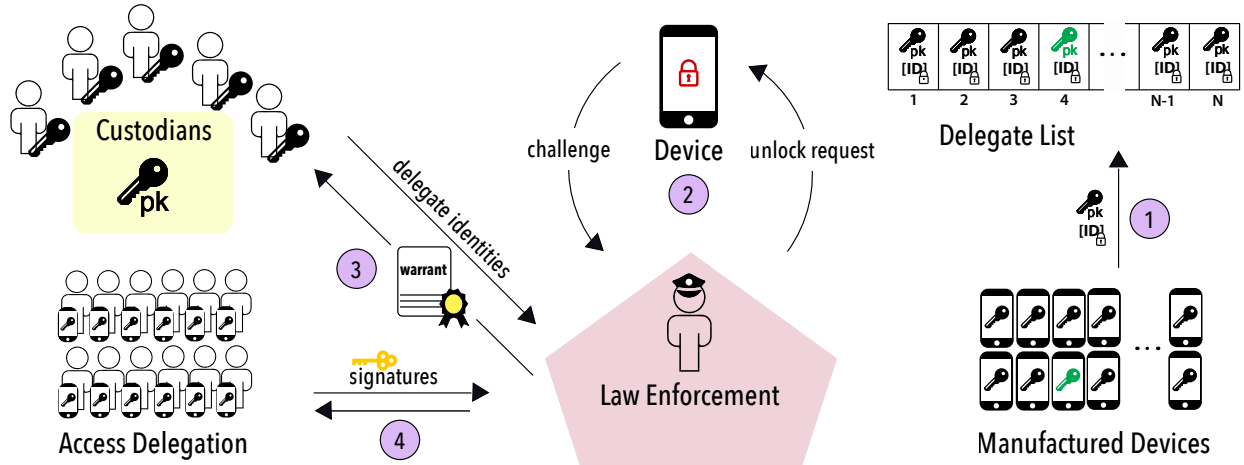 Custodians
pk
challenge
Device
2
unlock request
pk pk pk pk ... pk pk
[ID] [ID] [ID] [ID] [ID] [ID]
1 2 3 4 N-1 N
Delegate List
delegate identities
3
warrant
pk
[ID]
1
signatures
4
Law Enforcement
...
Access Delegation
Manufactured Devices